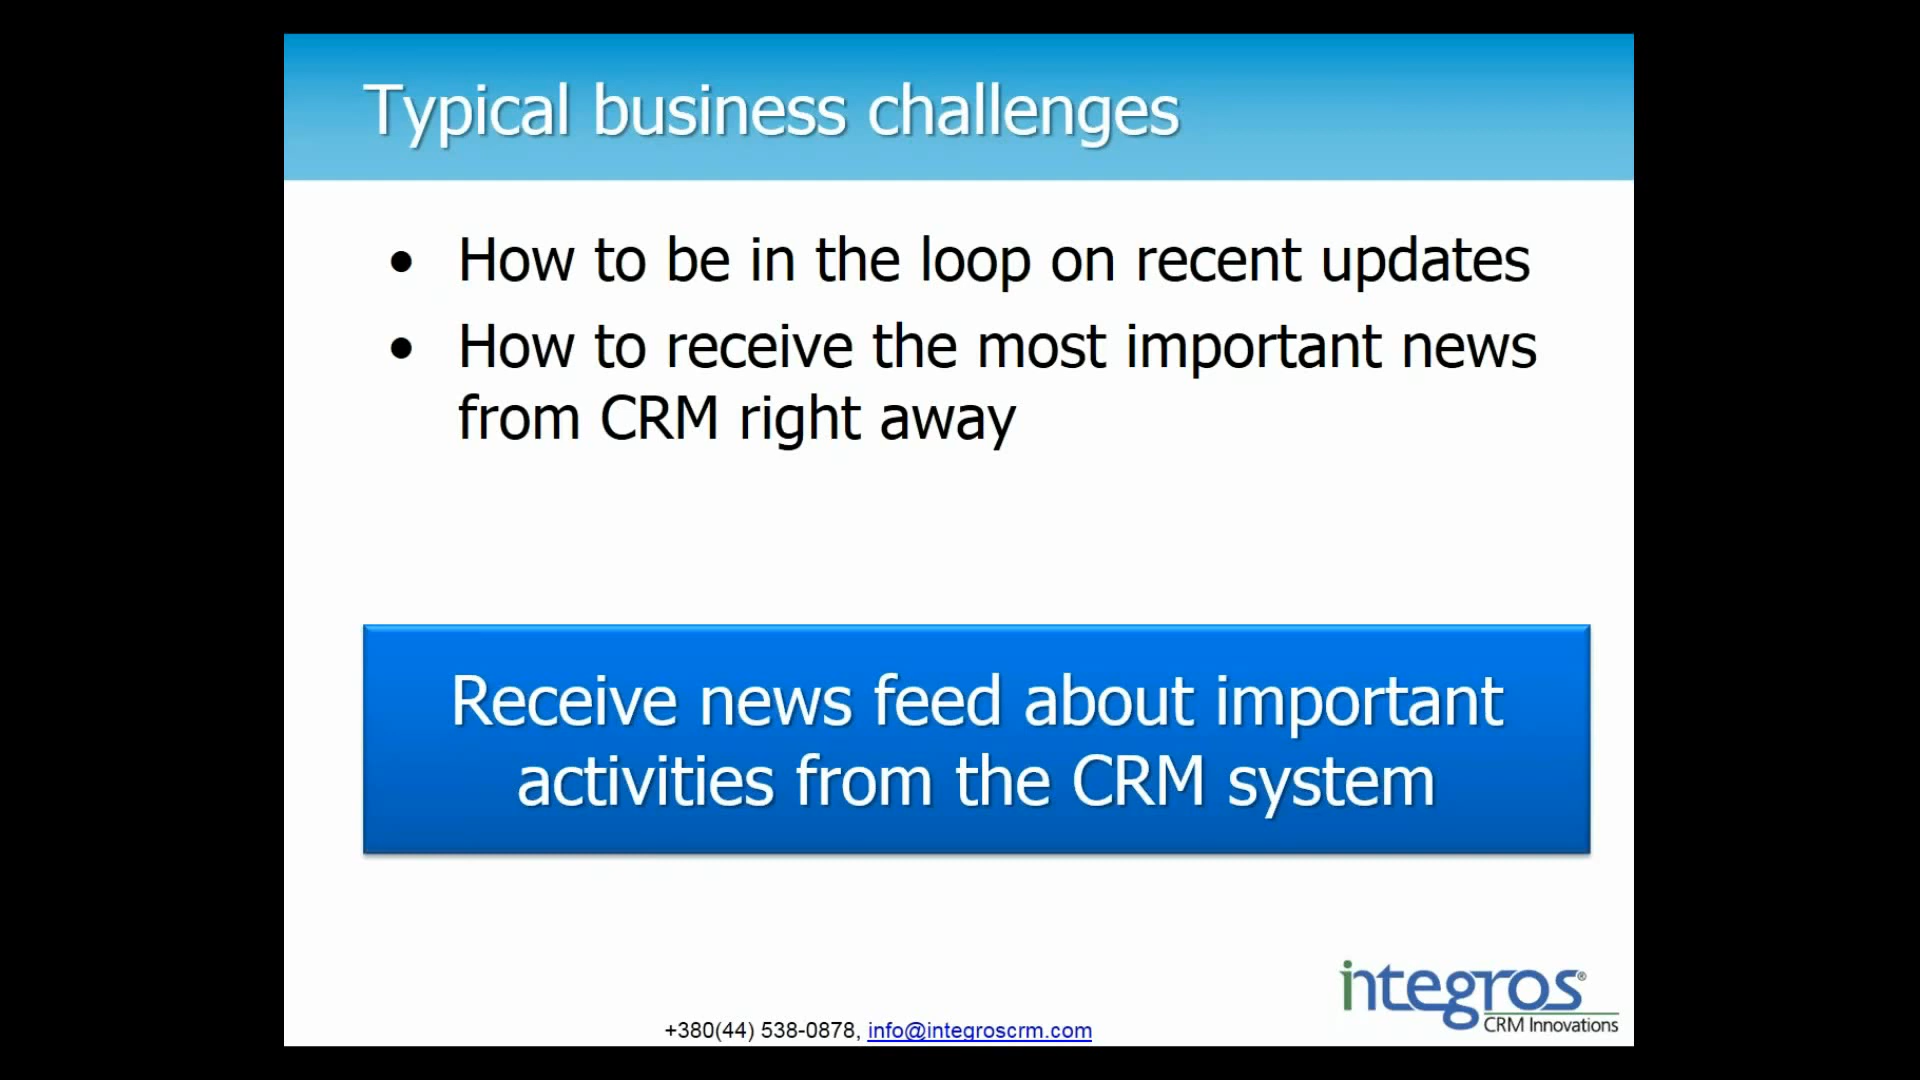 Typical business challenges
• How to be in the loop on recent updates
• How to receive the most important news
from CRM right away
Receive news feed about important
activities from the CRM system
integros®
CRM Innovations
+380(44) 538-0878, info@integroscrm.com